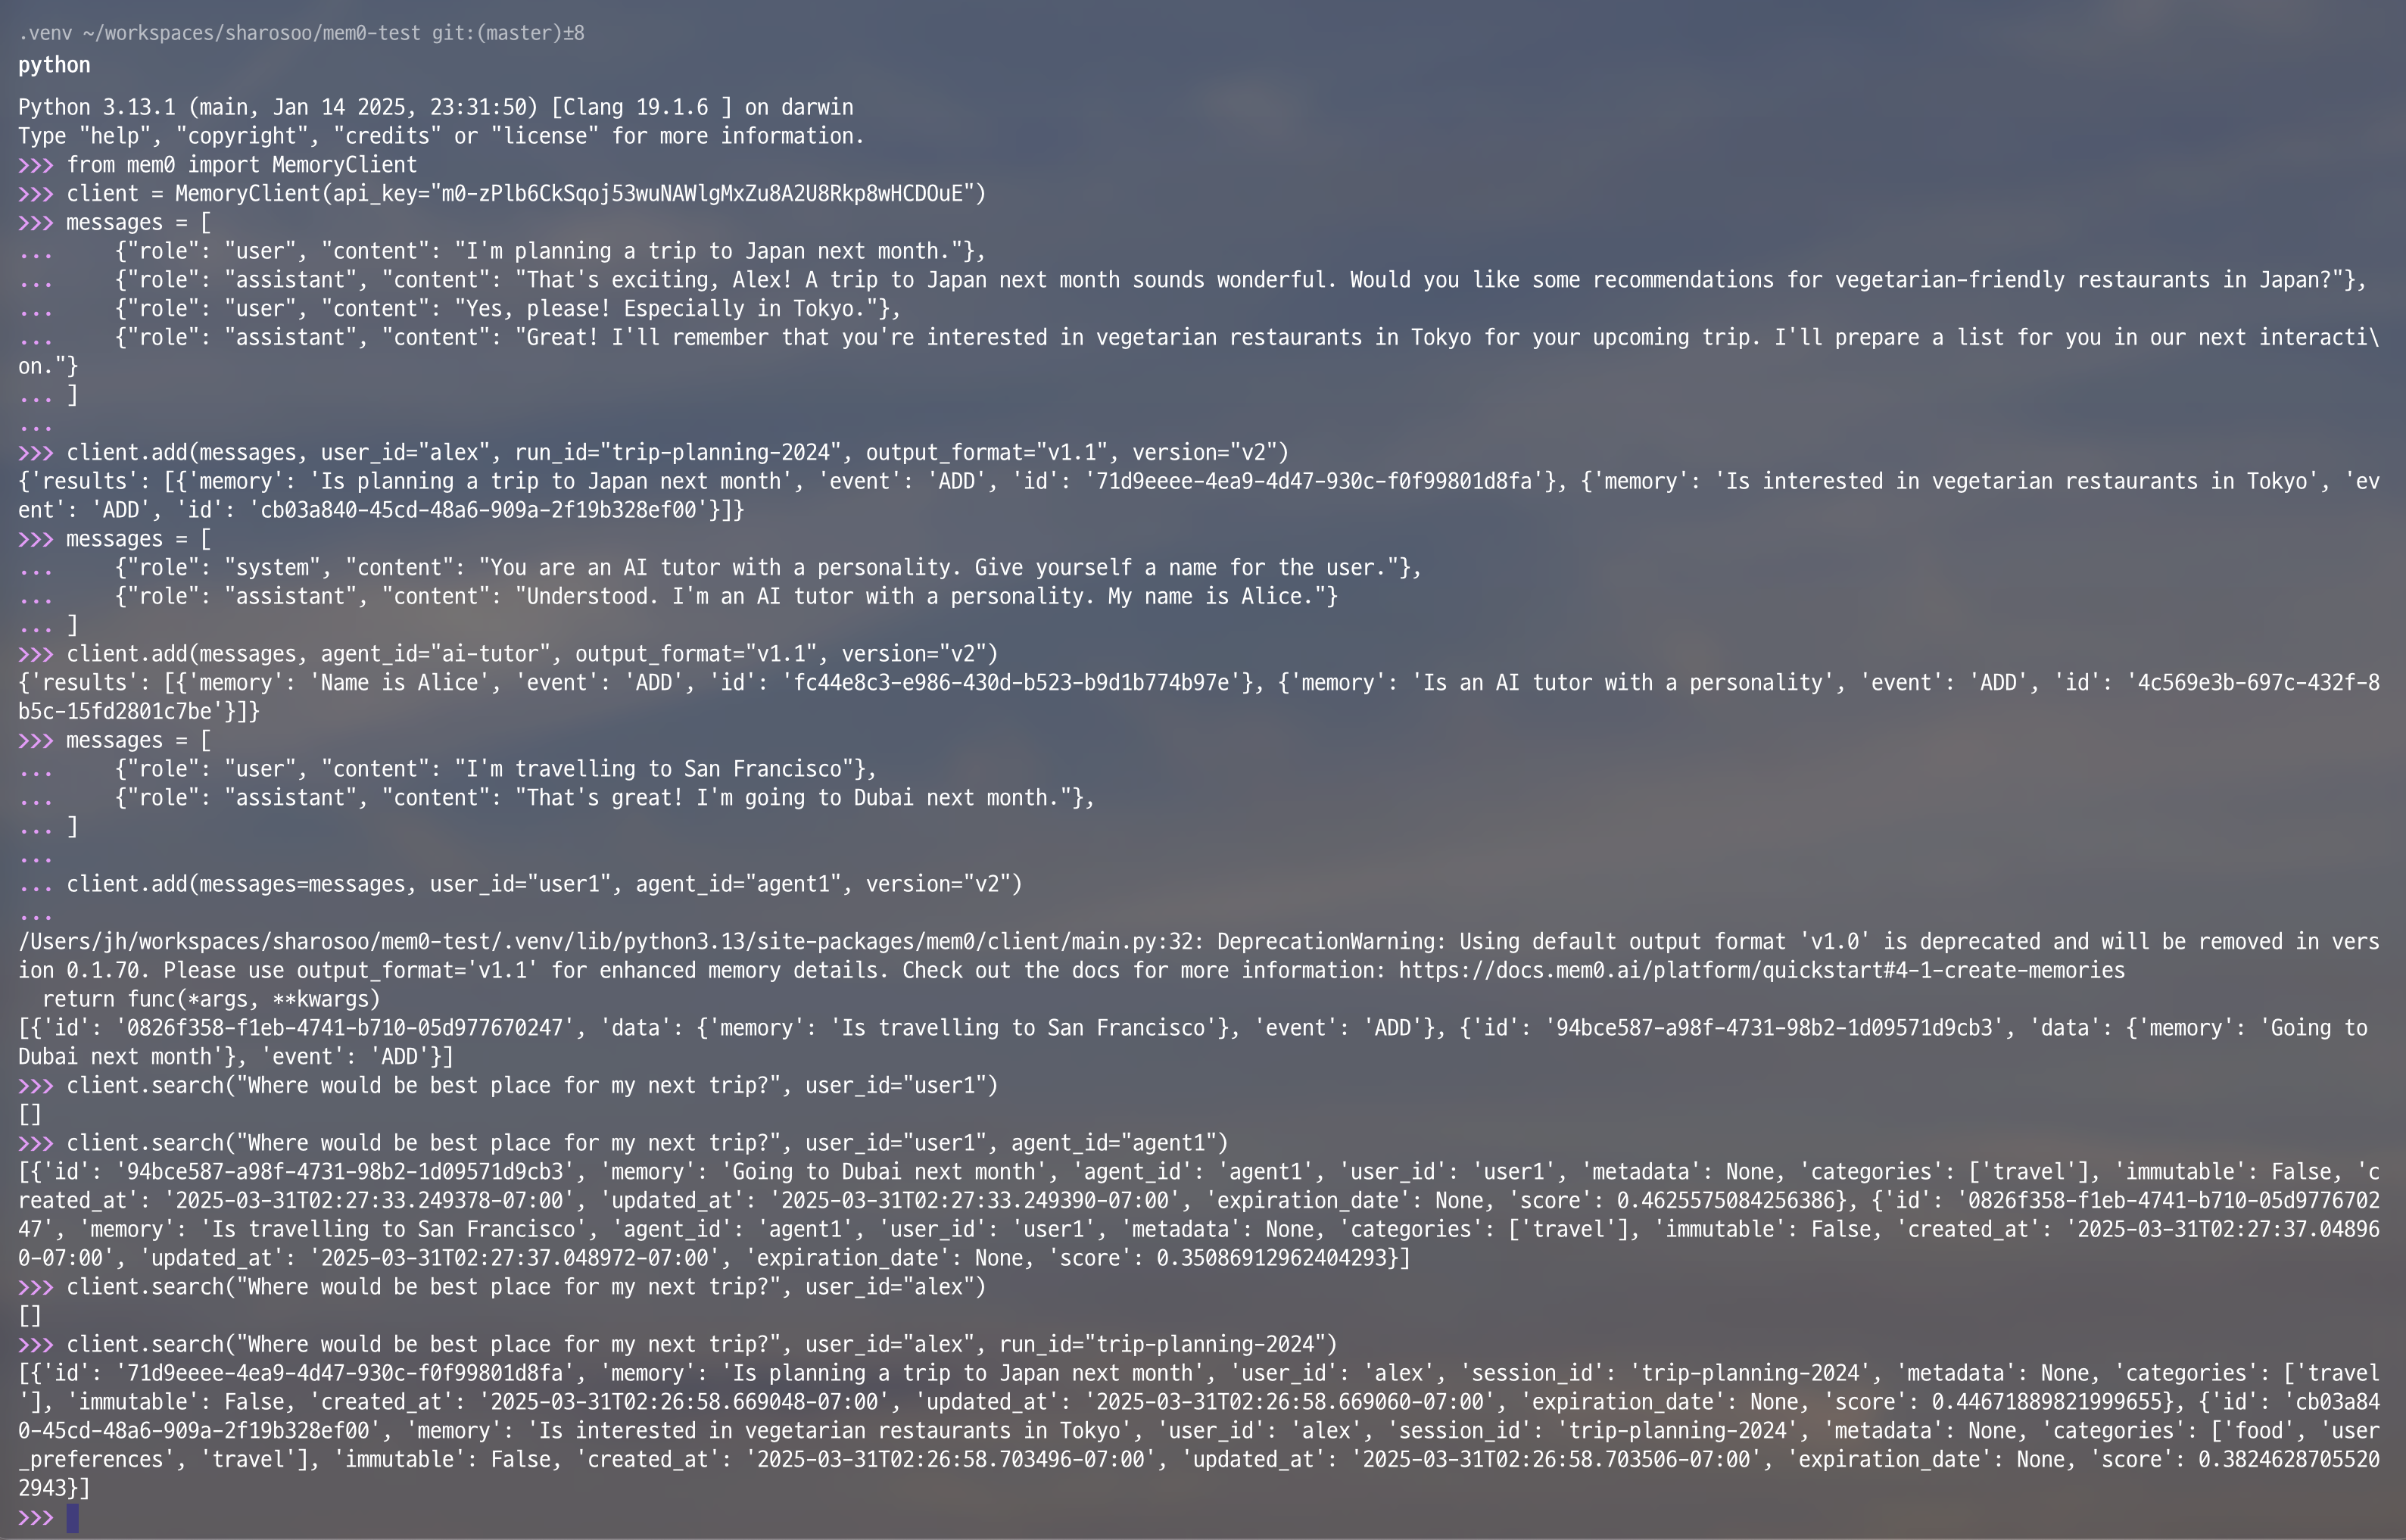 .venv ~/workspaces/sharosoo/mem0-test git:(master)±8
python
Python 3.13.1 (main, Jan 14 2025, 23:31:50) [Clang 19.1.6 ] on darwin
Type "help", "copyright", "credits" or "license" for more information.
>>> from mem0 import MemoryClient
>>> client = MemoryClient(api_key="m0-zPlb6CkSqoj53wuNAWlgMxZu8A2U8Rkp8wHCDOuE")
>>> messages = [
...     {"role": "user", "content": "I'm planning a trip to Japan next month."},
...     {"role": "assistant", "content": "That's exciting, Alex! A trip to Japan next month sounds wonderful. Would you like some recommendations for vegetarian-friendly restaurants in Japan?"},
...     {"role": "user", "content": "Yes, please! Especially in Tokyo."},
...     {"role": "assistant", "content": "Great! I'll remember that you're interested in vegetarian restaurants in Tokyo for your upcoming trip. I'll prepare a list for you in our next interacti\
on."}
... ]
...
>>> client.add(messages, user_id="alex", run_id="trip-planning-2024", output_format="v1.1", version="v2")
{'results': [{'memory': 'Is planning a trip to Japan next month', 'event': 'ADD', 'id': '71d9eeee-4ea9-4d47-930c-f0f99801d8fa'}, {'memory': 'Is interested in vegetarian restaurants in Tokyo', 'ev
ent': 'ADD', 'id': 'cb03a840-45cd-48a6-909a-2f19b328ef00'}]}
>>> messages = [
...     {"role": "system", "content": "You are an AI tutor with a personality. Give yourself a name for the user."},
...     {"role": "assistant", "content": "Understood. I'm an AI tutor with a personality. My name is Alice."}
... ]
>>> client.add(messages, agent_id="ai-tutor", output_format="v1.1", version="v2")
{'results': [{'memory': 'Name is Alice', 'event': 'ADD', 'id': 'fc44e8c3-e986-430d-b523-b9d1b774b97e'}, {'memory': 'Is an AI tutor with a personality', 'event': 'ADD', 'id': '4c569e3b-697c-432f-8
b5c-15fd2801c7be'}]}
>>> messages = [
...     {"role": "user", "content": "I'm travelling to San Francisco"},
...     {"role": "assistant", "content": "That's great! I'm going to Dubai next month."},
... ]
...
... client.add(messages=messages, user_id="user1", agent_id="agent1", version="v2")
...
/Users/jh/workspaces/sharosoo/mem0-test/.venv/lib/python3.13/site-packages/mem0/client/main.py:32: DeprecationWarning: Using default output format 'v1.0' is deprecated and will be removed in vers
ion 0.1.70. Please use output_format='v1.1' for enhanced memory details. Check out the docs for more information: https://docs.mem0.ai/platform/quickstart#4-1-create-memories
  return func(*args, **kwargs)
[{'id': '0826f358-f1eb-4741-b710-05d977670247', 'data': {'memory': 'Is travelling to San Francisco'}, 'event': 'ADD'}, {'id': '94bce587-a98f-4731-98b2-1d09571d9cb3', 'data': {'memory': 'Going to
Dubai next month'}, 'event': 'ADD'}]
>>> client.search("Where would be best place for my next trip?", user_id="user1")
[]
>>> client.search("Where would be best place for my next trip?", user_id="user1", agent_id="agent1")
[{'id': '94bce587-a98f-4731-98b2-1d09571d9cb3', 'memory': 'Going to Dubai next month', 'agent_id': 'agent1', 'user_id': 'user1', 'metadata': None, 'categories': ['travel'], 'immutable': False, 'c
reated_at': '2025-03-31T02:27:33.249378-07:00', 'updated_at': '2025-03-31T02:27:33.249390-07:00', 'expiration_date': None, 'score': 0.4625575084256386}, {'id': '0826f358-f1eb-4741-b710-05d9776702
47', 'memory': 'Is travelling to San Francisco', 'agent_id': 'agent1', 'user_id': 'user1', 'metadata': None, 'categories': ['travel'], 'immutable': False, 'created_at': '2025-03-31T02:27:37.04896
0-07:00', 'updated_at': '2025-03-31T02:27:37.048972-07:00', 'expiration_date': None, 'score': 0.35086912962404293}]
>>> client.search("Where would be best place for my next trip?", user_id="alex")
[]
>>> client.search("Where would be best place for my next trip?", user_id="alex", run_id="trip-planning-2024")
[{'id': '71d9eeee-4ea9-4d47-930c-f0f99801d8fa', 'memory': 'Is planning a trip to Japan next month', 'user_id': 'alex', 'session_id': 'trip-planning-2024', 'metadata': None, 'categories': ['travel
'], 'immutable': False, 'created_at': '2025-03-31T02:26:58.669048-07:00', 'updated_at': '2025-03-31T02:26:58.669060-07:00', 'expiration_date': None, 'score': 0.44671889821999655}, {'id': 'cb03a84
0-45cd-48a6-909a-2f19b328ef00', 'memory': 'Is interested in vegetarian restaurants in Tokyo', 'user_id': 'alex', 'session_id': 'trip-planning-2024', 'metadata': None, 'categories': ['food', 'user
_preferences', 'travel'], 'immutable': False, 'created_at': '2025-03-31T02:26:58.703496-07:00', 'updated_at': '2025-03-31T02:26:58.703506-07:00', 'expiration_date': None, 'score': 0.3824628705520
2943}]
>>>